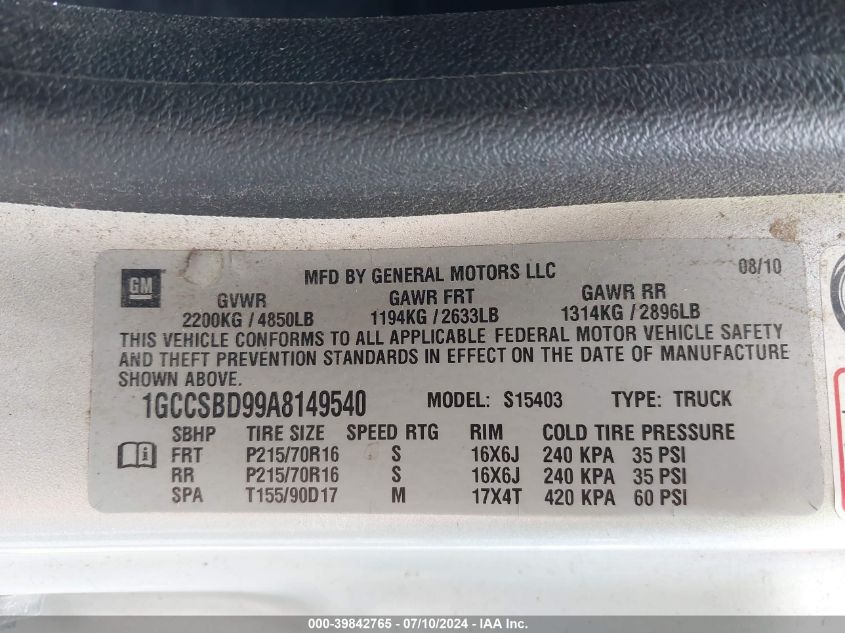 MFD BY GENERAL MOTORS LLC 08/10
GM
GVWR GAWR FRT GAWR RR
2200KG / 4850LB 1194KG / 2633LB 1314KG / 2896LB
THIS VEHICLE CONFORMS TO ALL APPLICABLE FEDERAL MOTOR VEHICLE SAFETY
AND THEFT PREVENTION STANDARDS IN EFFECT ON THE DATE OF MANUFACTURE
SHOWN ABOVE.
1GCCSBD99A8149540 MODEL: S15403 TYPE: TRUCK
SBHP TIRE SIZE SPEED RTG RIM COLD TIRE PRESSURE
FRT P215/70R16 S 16X6J 240 KPA 35 PSI
RR P215/70R16 S 16X6J 240 KPA 35 PSI
SPA T155/90D17 M 17X4T 420 KPA 60 PSI
000-39842765 - 07/10/2024 - IAA Inc.